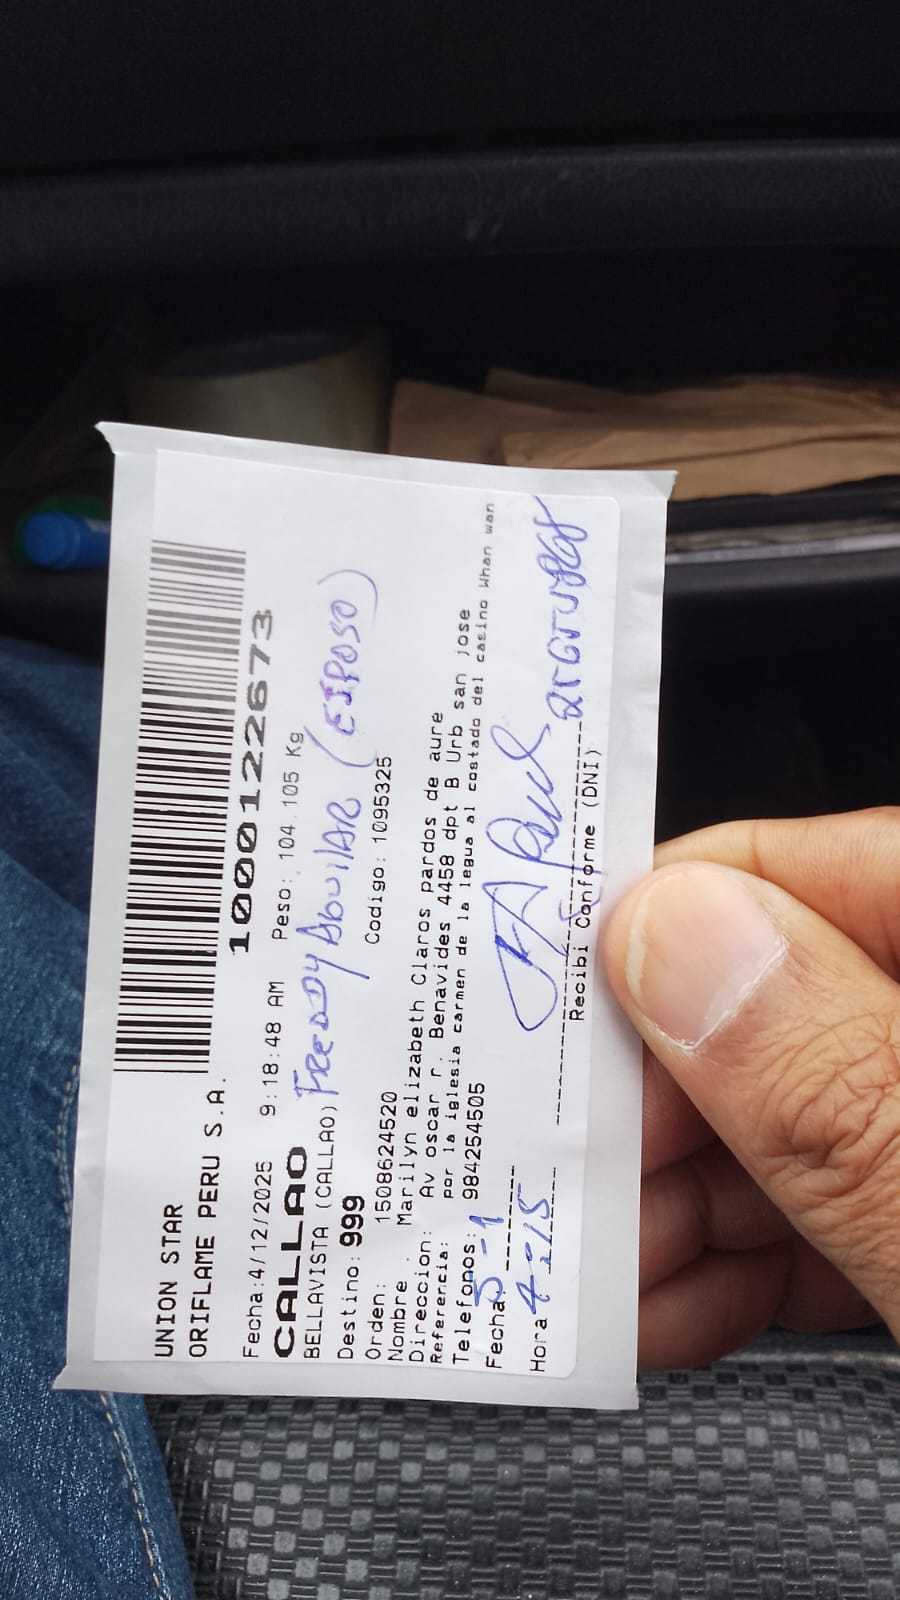 UNION STAR
ORIFLAME PERU S.A.
1000122673
Fecha:4/12/2025 9:18:48 AM Peso: 104.105 Kg
CALLAO
BELLAVISTA (CALLAO) FREDDY AGUILAR (ESPOSO)
Destino: 999
Orden: 1508624520 Codigo: 1095325
Nombre : Marilyn elizabeth Claros pardos de aure
Direccion: Av oscar r. Benavides 4458 dpt B Urb san jose
Referencia: por la iglesia carmen de la legua al costado del casino Whan wan
Telefonos: 984254505
Fecha: 5-1
Hora 4:15
Recibi Conforme (DNI)